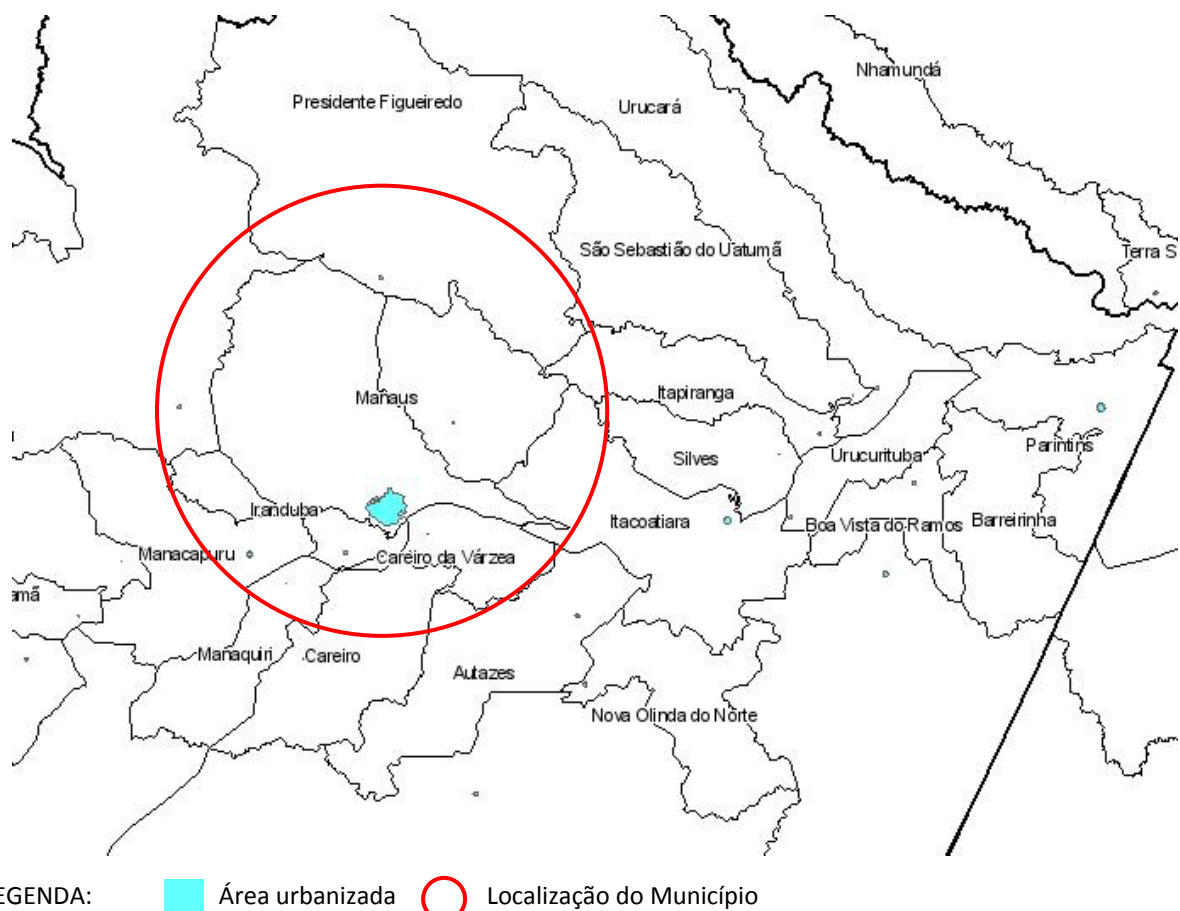 Nhamundá
Presidente Figueiredo
Urucará
São Sebastião do Uatumã
Terra S
Itapiranga
Manaus
Parintins
Silves
Urucurituba
Iranduba
Itacoatiara
Boa Vista do Ramos
Barreirinha
Manacapuru
Careiro da Várzea
amã
Manaquiri
Careiro
Autazes
Nova Olinda do Norte
EGENDA: Área urbanizada Localização do Município